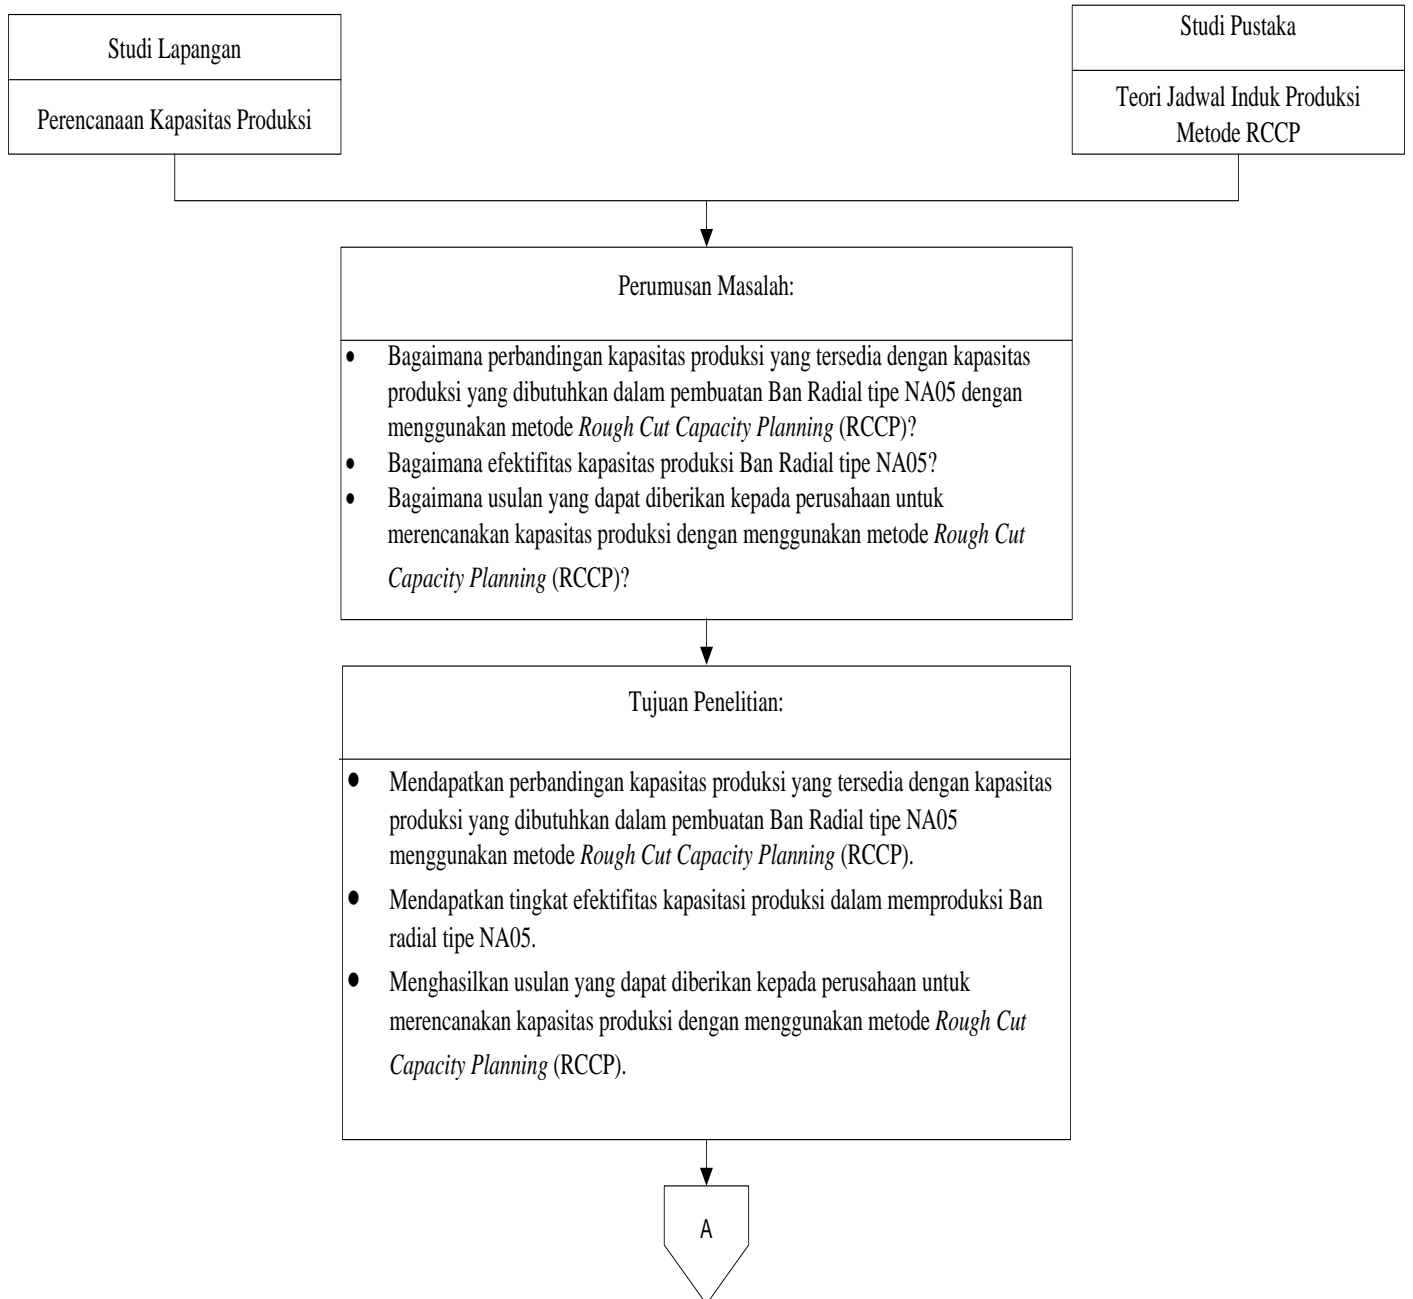 Studi Lapangan
Perencanaan Kapasitas Produksi
Studi Pustaka
Teori Jadwal Induk Produksi
Metode RCCP
Perumusan Masalah:
• Bagaimana perbandingan kapasitas produksi yang tersedia dengan kapasitas
produksi yang dibutuhkan dalam pembuatan Ban Radial tipe NA05 dengan
menggunakan metode Rough Cut Capacity Planning (RCCP)?
• Bagaimana efektifitas kapasitas produksi Ban Radial tipe NA05?
• Bagaimana usulan yang dapat diberikan kepada perusahaan untuk
merencanakan kapasitas produksi dengan menggunakan metode Rough Cut
Capacity Planning (RCCP)?
Tujuan Penelitian:
• Mendapatkan perbandingan kapasitas produksi yang tersedia dengan kapasitas
produksi yang dibutuhkan dalam pembuatan Ban Radial tipe NA05
menggunakan metode Rough Cut Capacity Planning (RCCP).
• Mendapatkan tingkat efektifitas kapasitasi produksi dalam memproduksi Ban
radial tipe NA05.
• Menghasilkan usulan yang dapat diberikan kepada perusahaan untuk
merencanakan kapasitas produksi dengan menggunakan metode Rough Cut
Capacity Planning (RCCP).
A